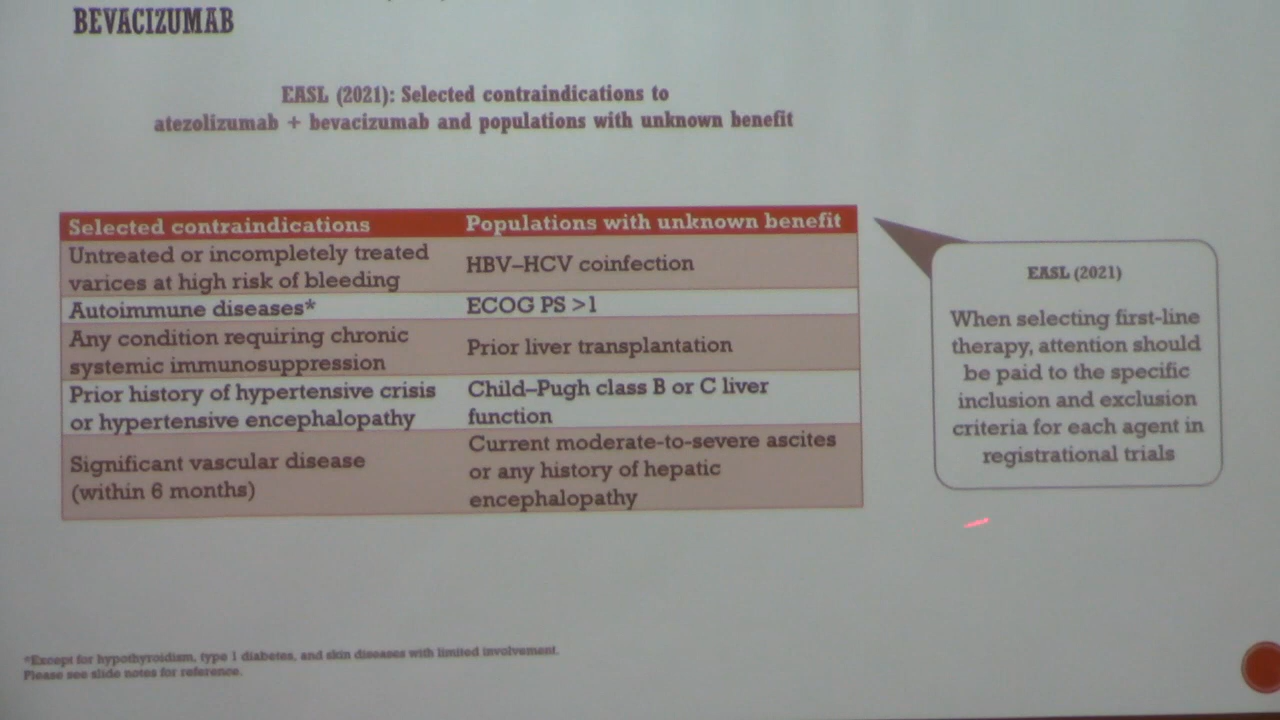 BEVACIZUMAB
EASL (2021): Selected contraindications to
atezolizumab + bevacizumab and populations with unknown benefit
Selected contraindications
Populations with unknown benefit
Untreated or incompletely treated
varices at high risk of bleeding
HBV–HCV coinfection
Autoimmune diseases*
ECOG PS >1
Any condition requiring chronic
systemic immunosuppression
Prior liver transplantation
Prior history of hypertensive crisis
or hypertensive encephalopathy
Child–Pugh class B or C liver
function
Significant vascular disease
(within 6 months)
Current moderate-to-severe ascites
or any history of hepatic
encephalopathy
EASL (2021)
When selecting first-line
therapy, attention should
be paid to the specific
inclusion and exclusion
criteria for each agent in
registrational trials
*Except for hypothyroidism, type 1 diabetes, and skin diseases with limited involvement.
Please see slide notes for reference.